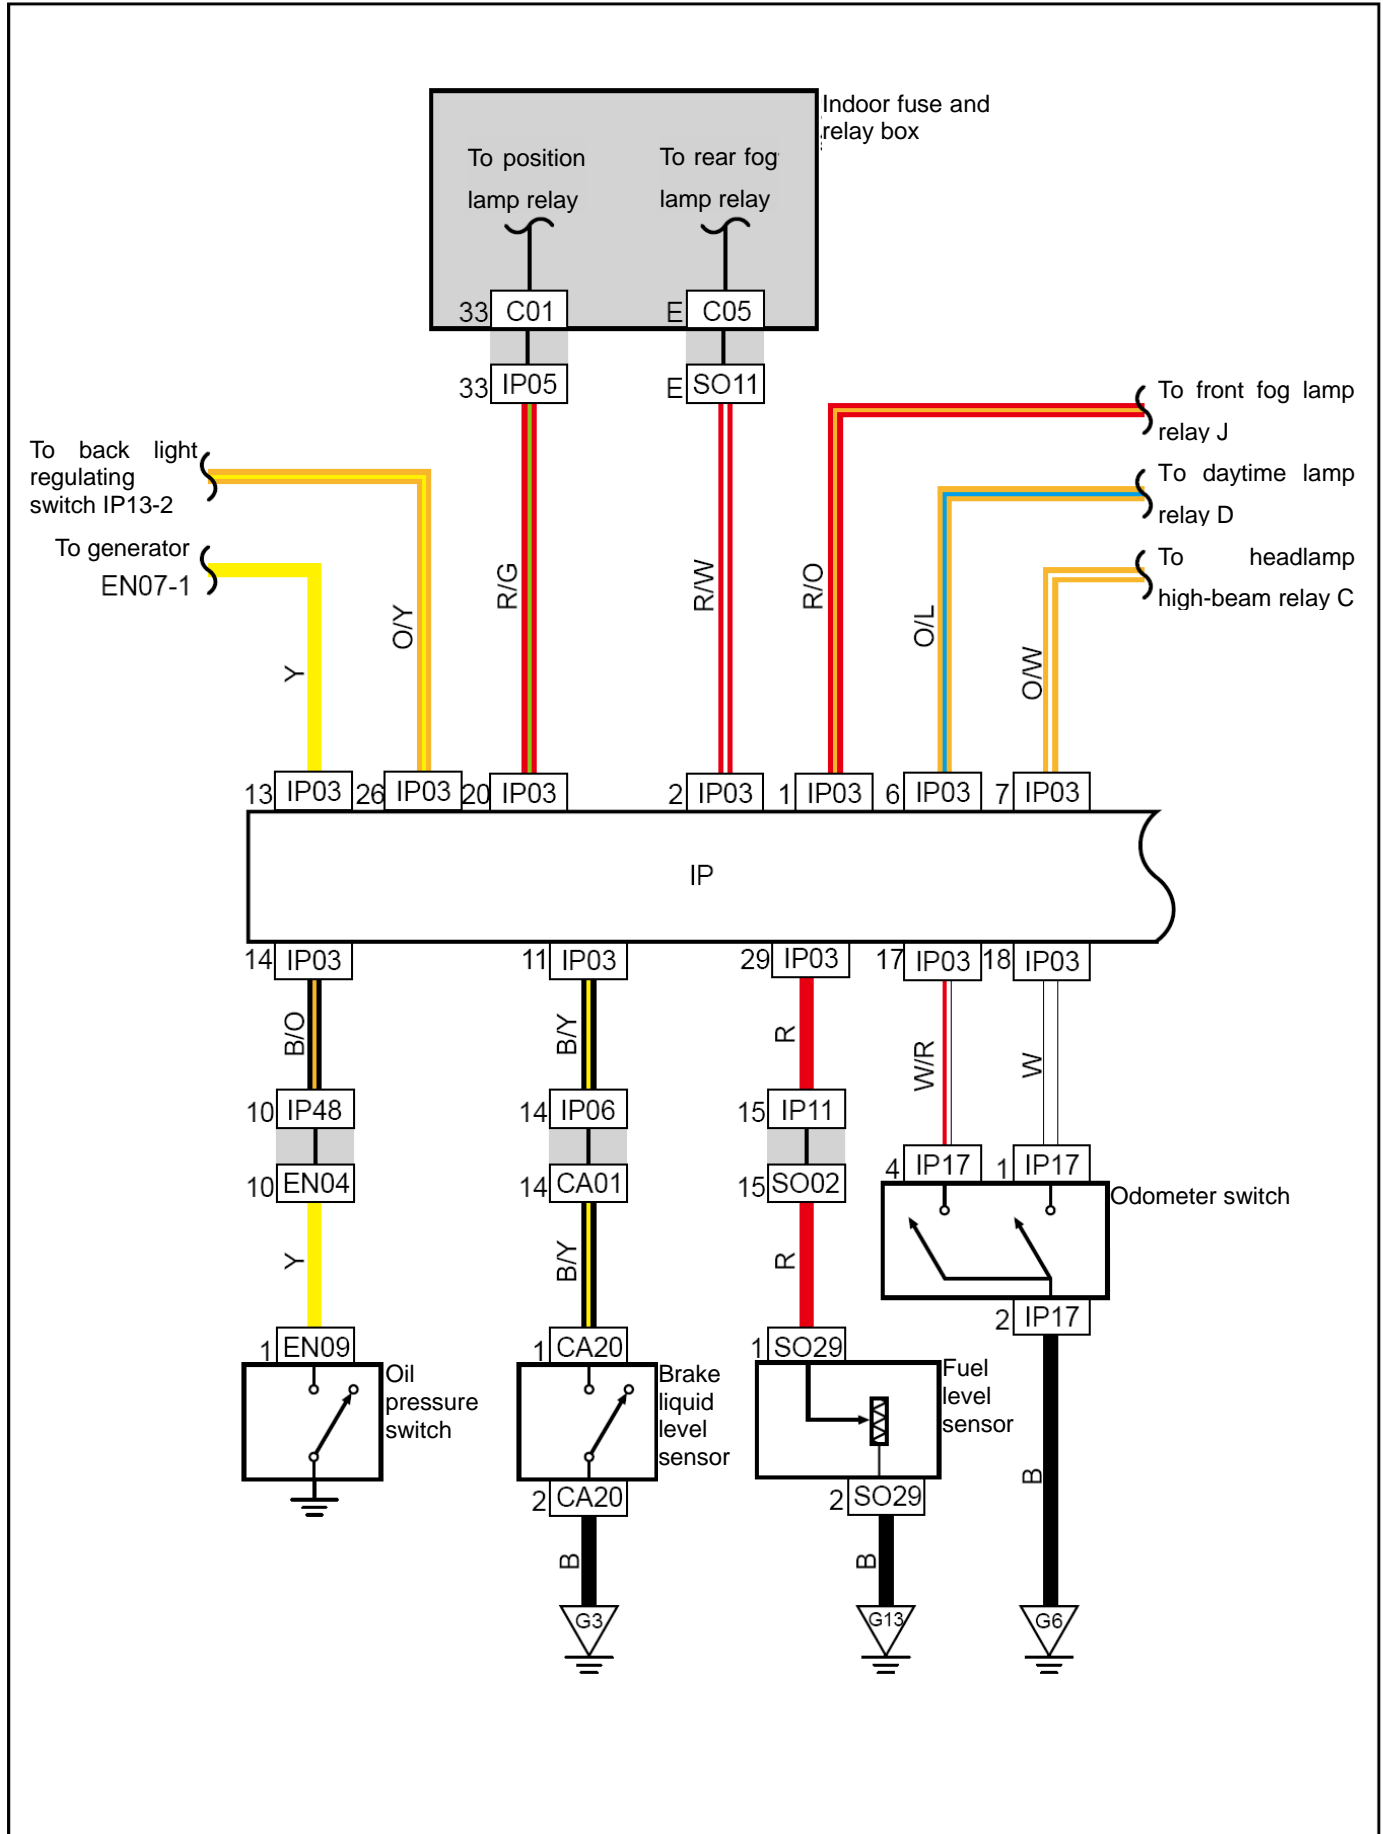 Indoor fuse and
relay box
To position
lamp relay
To rear fog
lamp relay
33 C01
E C05
33 IP05
E SO11
To front fog lamp
relay J
To back light
regulating
switch IP13-2
To daytime lamp
relay D
To generator
EN07-1
To headlamp
high-beam relay C
Y
O/Y
R/G
R/W
R/O
O/L
O/W
13 IP03
26 IP03
20 IP03
2 IP03
1 IP03
6 IP03
7 IP03
IP
14 IP03
11 IP03
29 IP03
17 IP03
18 IP03
B/O
B/Y
R
W/R
W
10 IP48
14 IP06
15 IP11
4 IP17
1 IP17
10 EN04
14 CA01
15 SO02
Odometer switch
Y
B/Y
R
2 IP17
1 EN09
1 CA20
1 SO29
Oil
pressure
switch
Brake
liquid
level
sensor
Fuel
level
sensor
2 CA20
2 SO29
B
B
B
G3
G13
G6